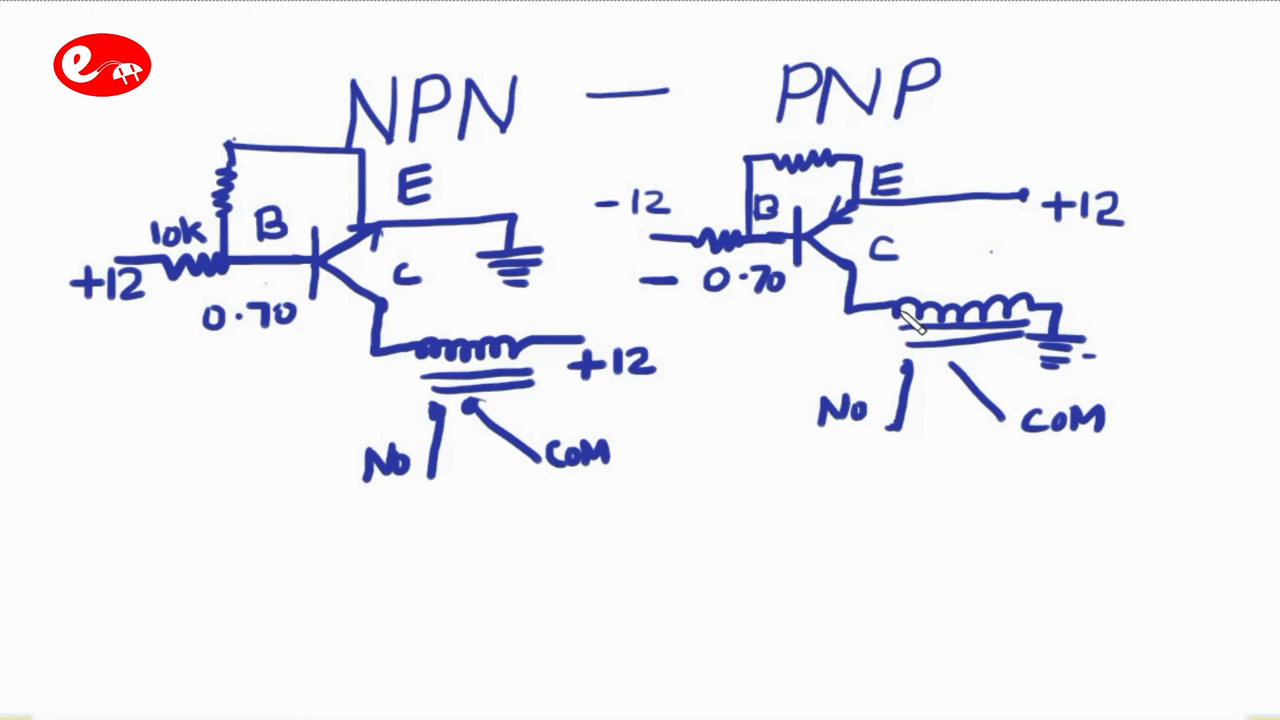 e
NPN — PNP
E
10k
B
+12
0.70
C
+12
No
COM
E
-12
B
+12
C
- 0.70
-
No
COM